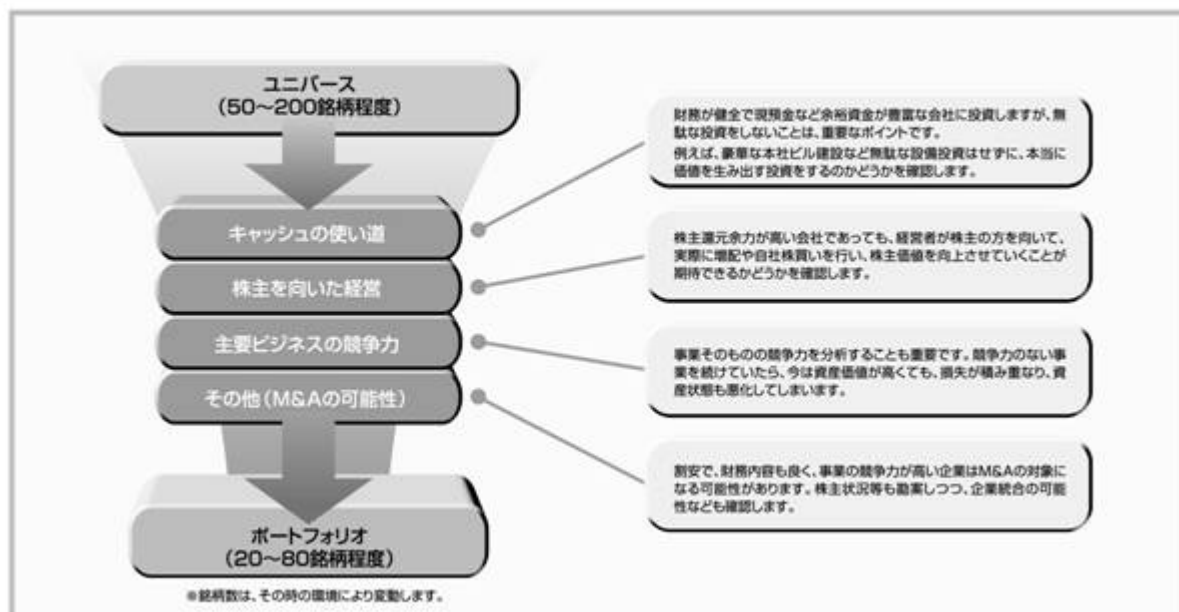 ユニバース
（50～200銘柄程度）
キャッシュの使い道
株主を向いた経営
主要ビジネスの競争力
その他（M&Aの可能性）
ポートフォリオ
（20～80銘柄程度）
※銘柄数は、その時の環境により変動します。
財務が健全で現預金など余裕資金が豊富な会社に投資しますが、無
駄な投資をしないことは、重要なポイントです。
例えば、豪華な本社ビル建設など無駄な設備投資はせずに、本当に
価値を生み出す投資をするのかどうかを確認します。
株主還元余力が高い会社であっても、経営者が株主の方を向いて、
実際に増配や自社株買いを行い、株主価値を向上させていくことが
期待できるかどうかを確認します。
事業そのものの競争力を分析することも重要です。競争力のない事
業を続けていたら、今は資産価値が高くても、損失が積み重なり、資
産状態も悪化してしまいます。
割安で、財務内容も良く、事業の競争力が高い企業はM&Aの対象に
なる可能性があります。株主状況等も勘案しつつ、企業統合の可能
性なども確認します。